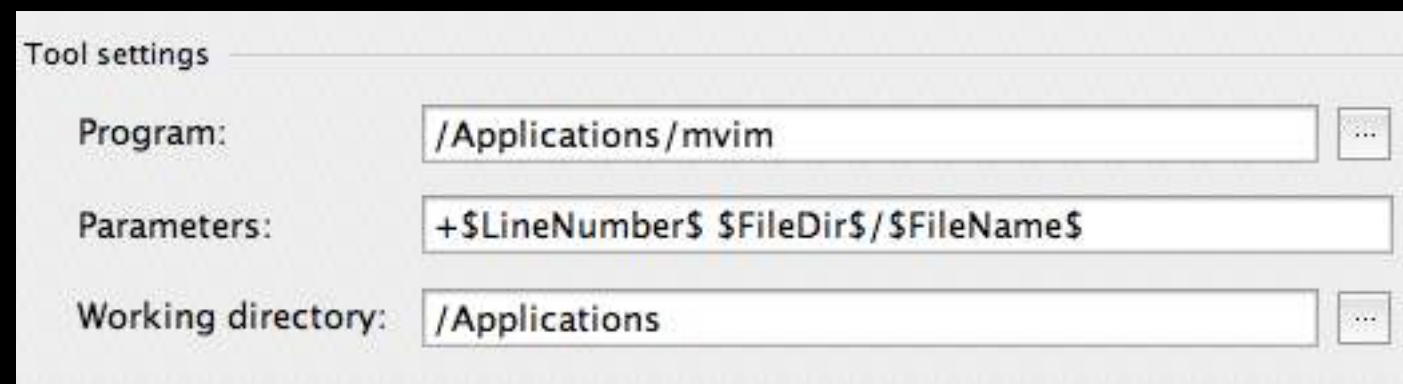 Tool settings
Program: /Applications/mvim ...
Parameters: +$LineNumber$ $FileDir$/$FileName$
Working directory: /Applications ...